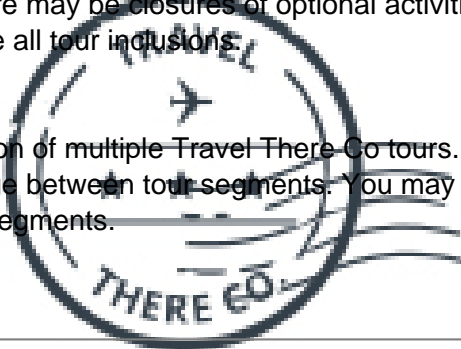 re may be closures of optional activiti
e all tour inclusions.
TRAVEL
on of multiple Travel There Co tours.
e between tour segments. You may
egments.
THERE CO.